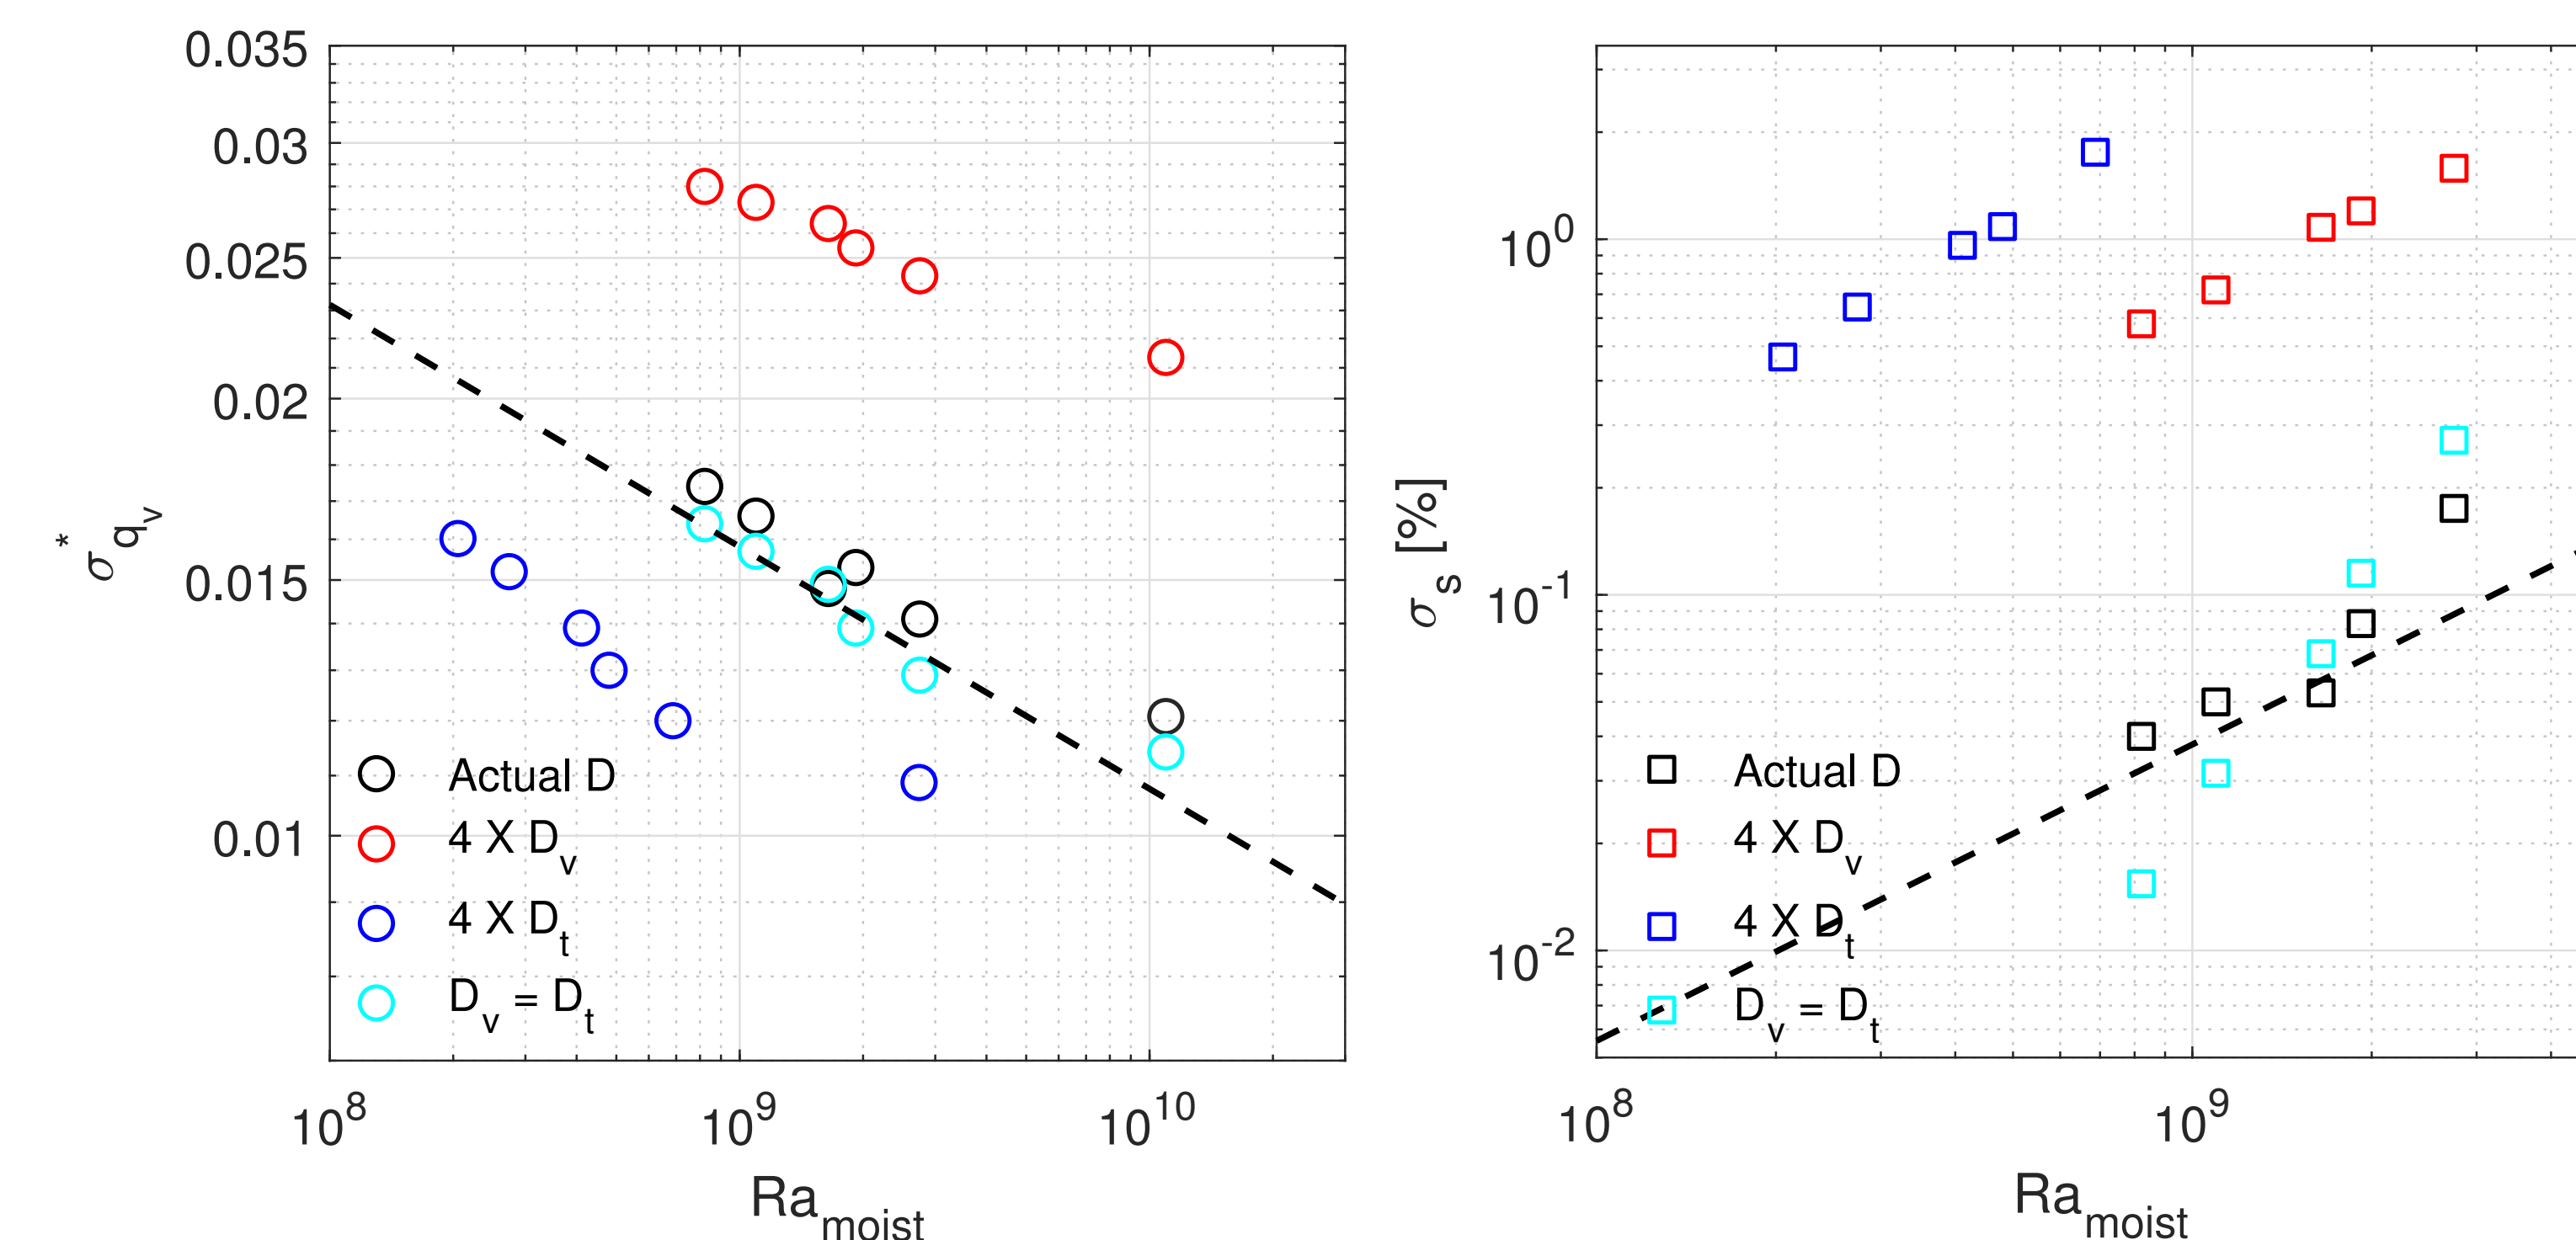 0.035
0.03
0.025
0.02
0.015
0.01
σ*qv
10^8
10^9
10^10
Ra_moist
Actual D
4 X D_v
4 X D_t
D_v = D_t
σ_s [%]
10^0
10^-1
10^-2
10^8
10^9
Ra_moist
Actual D
4 X D_v
4 X D_t
D_v = D_t